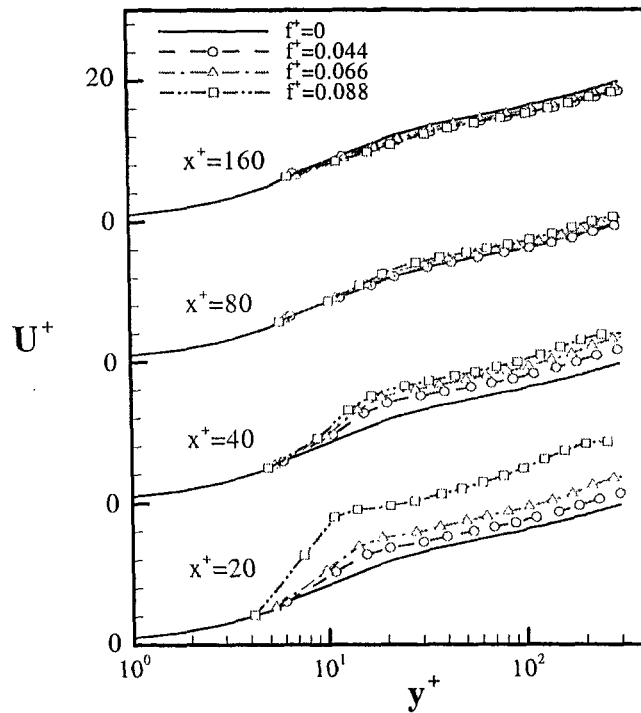 f⁺=0
f⁺=0.044
f⁺=0.066
f⁺=0.088
20
x⁺=160
0
x⁺=80
U⁺
0
x⁺=40
0
x⁺=20
0
10⁰
10¹
10²
y⁺